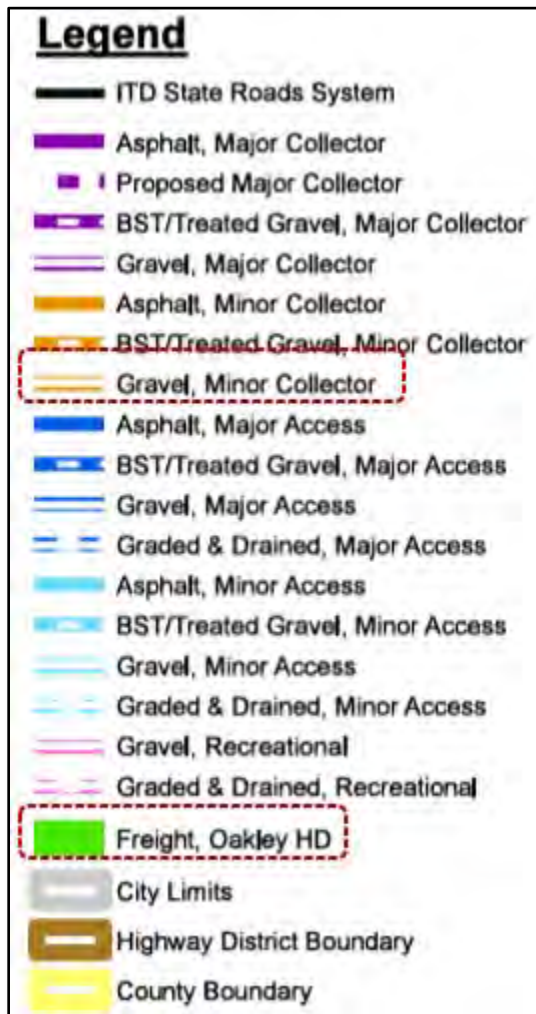 Legend
ITD State Roads System
Asphalt, Major Collector
Proposed Major Collector
BST/Treated Gravel, Major Collector
Gravel, Major Collector
Asphalt, Minor Collector
BST/Treated Gravel, Minor Collector
Gravel, Minor Collector
Asphalt, Major Access
BST/Treated Gravel, Major Access
Gravel, Major Access
Graded & Drained, Major Access
Asphalt, Minor Access
BST/Treated Gravel, Minor Access
Gravel, Minor Access
Graded & Drained, Minor Access
Gravel, Recreational
Graded & Drained, Recreational
Freight, Oakley HD
City Limits
Highway District Boundary
County Boundary